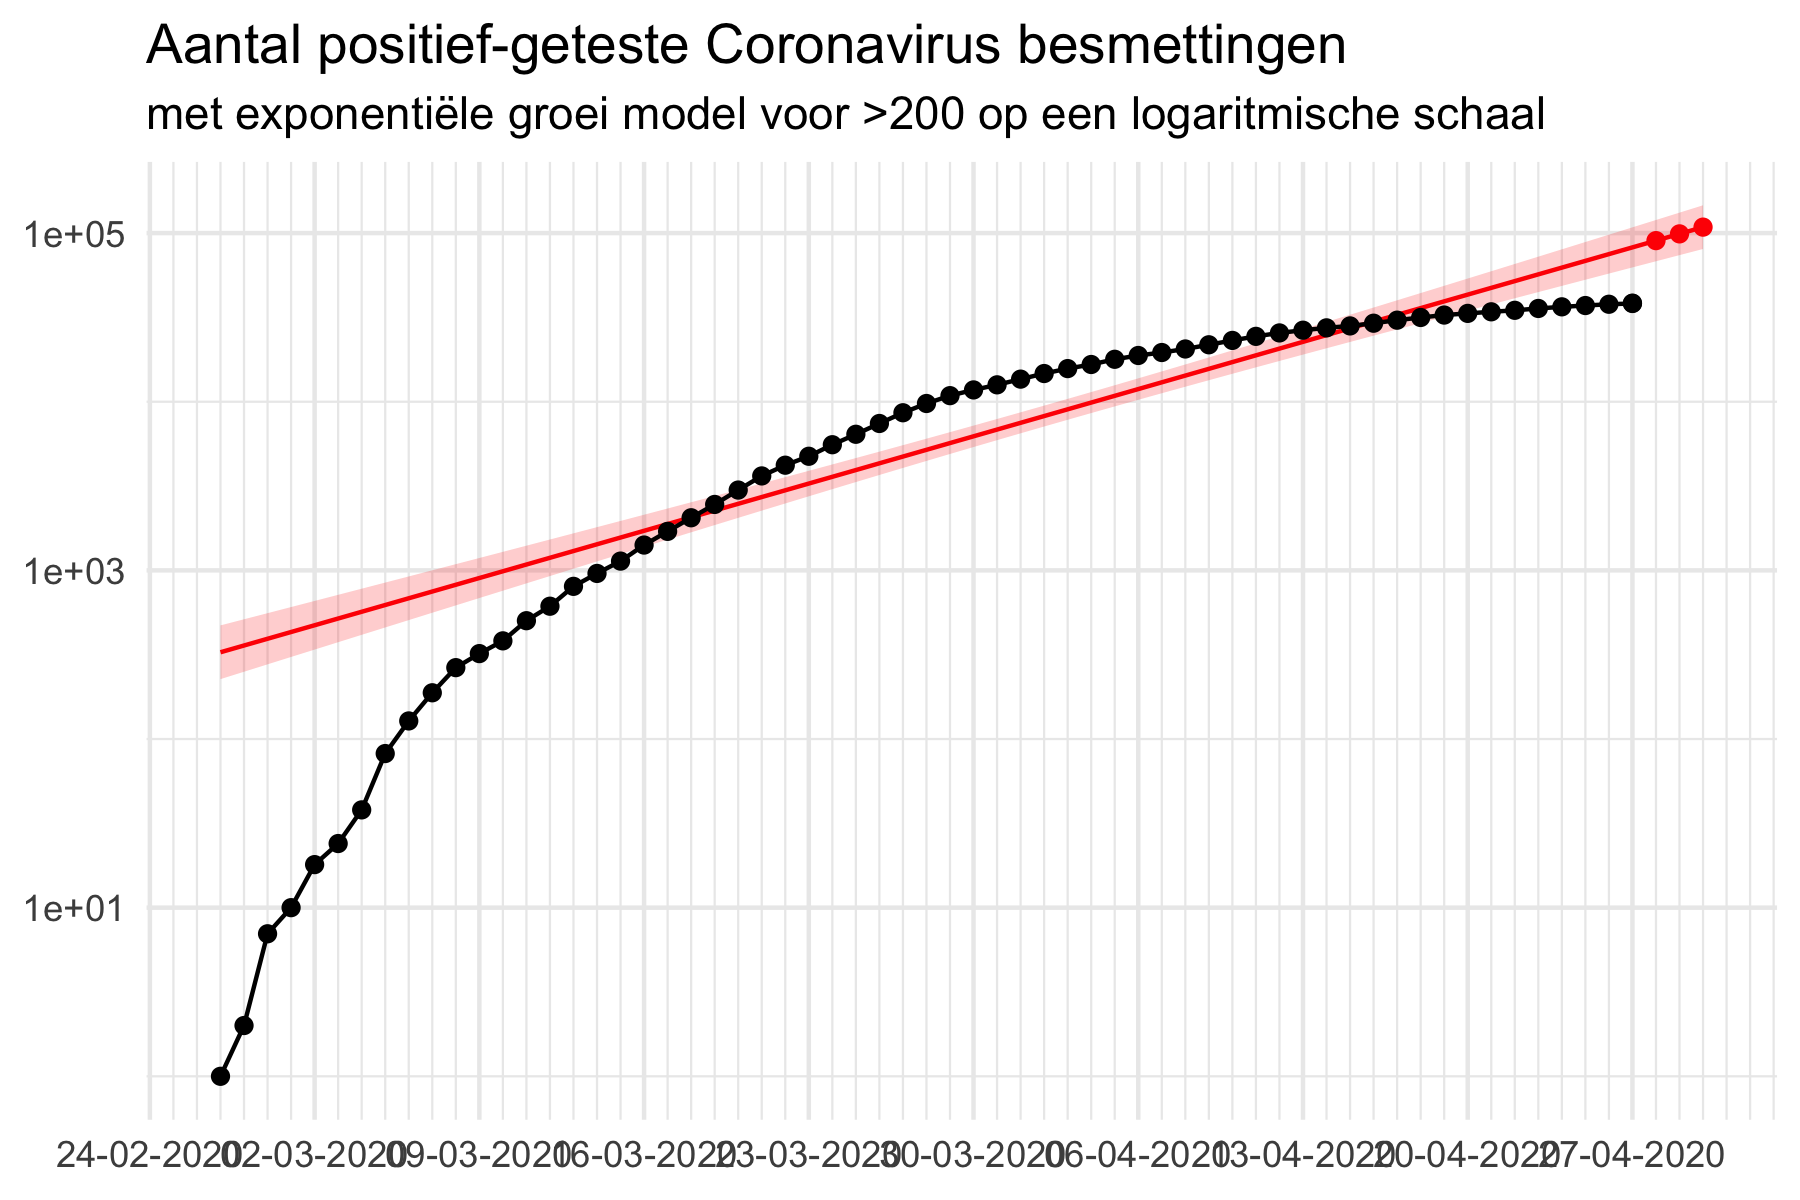 Aantal positief-geteste Coronavirus besmettingen
met exponentiële groei model voor >200 op een logaritmische schaal
1e+05
1e+03
1e+01
24-02-2020 02-03-2020 09-03-2020 16-03-2020 23-03-2020 30-03-2020 06-04-2020 13-04-2020 20-04-2020 27-04-2020